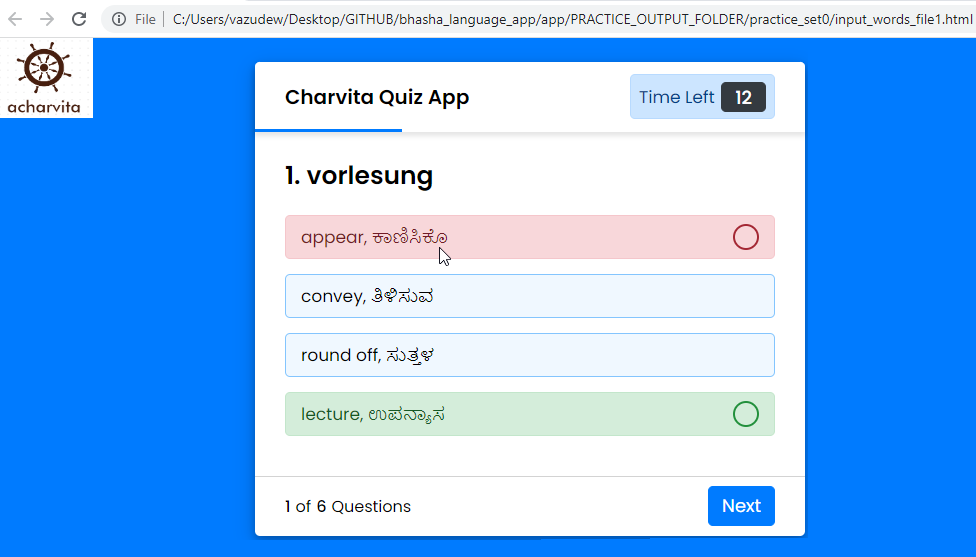 File C:/Users/vazudew/Desktop/GITHUB/bhasha_language_app/app/PRACTICE_OUTPUT_FOLDER/practice_set0/input_words_file1.html
acharvita
Charvita Quiz App
Time Left 12
1. vorlesung
appear, ಕಾಣಿಸಿಕೊ
convey, ತಿಳಿಸುವ
round off, ಸುತ್ತಳ
lecture, ಉಪನ್ಯಾಸ
1 of 6 Questions
Next